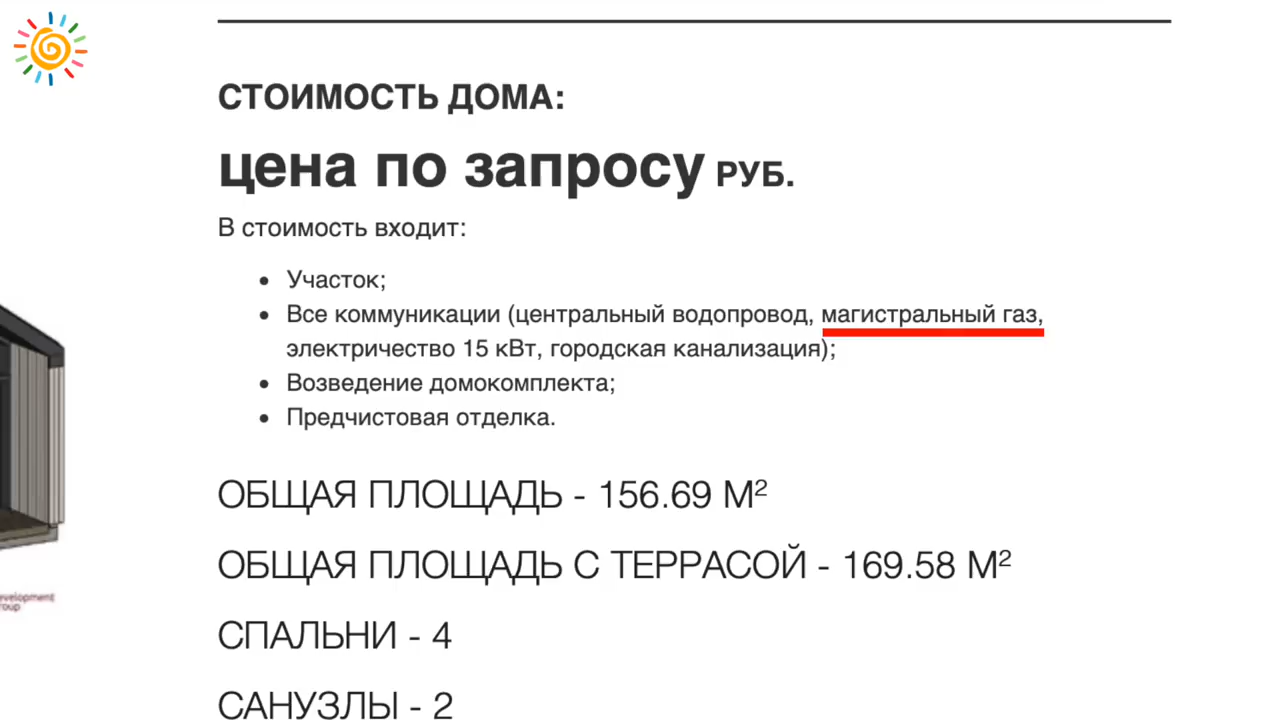 СТОИМОСТЬ ДОМА:
цена по запросу РУБ.
В стоимость входит:
• Участок;
• Все коммуникации (центральный водопровод, магистральный газ,
электричество 15 кВт, городская канализация);
• Возведение домокомплекта;
• Предчистовая отделка.
ОБЩАЯ ПЛОЩАДЬ - 156.69 М²
ОБЩАЯ ПЛОЩАДЬ С ТЕРРАСОЙ - 169.58 М²
evelopment
roup
СПАЛЬНИ - 4
САНУЗЛЫ - 2